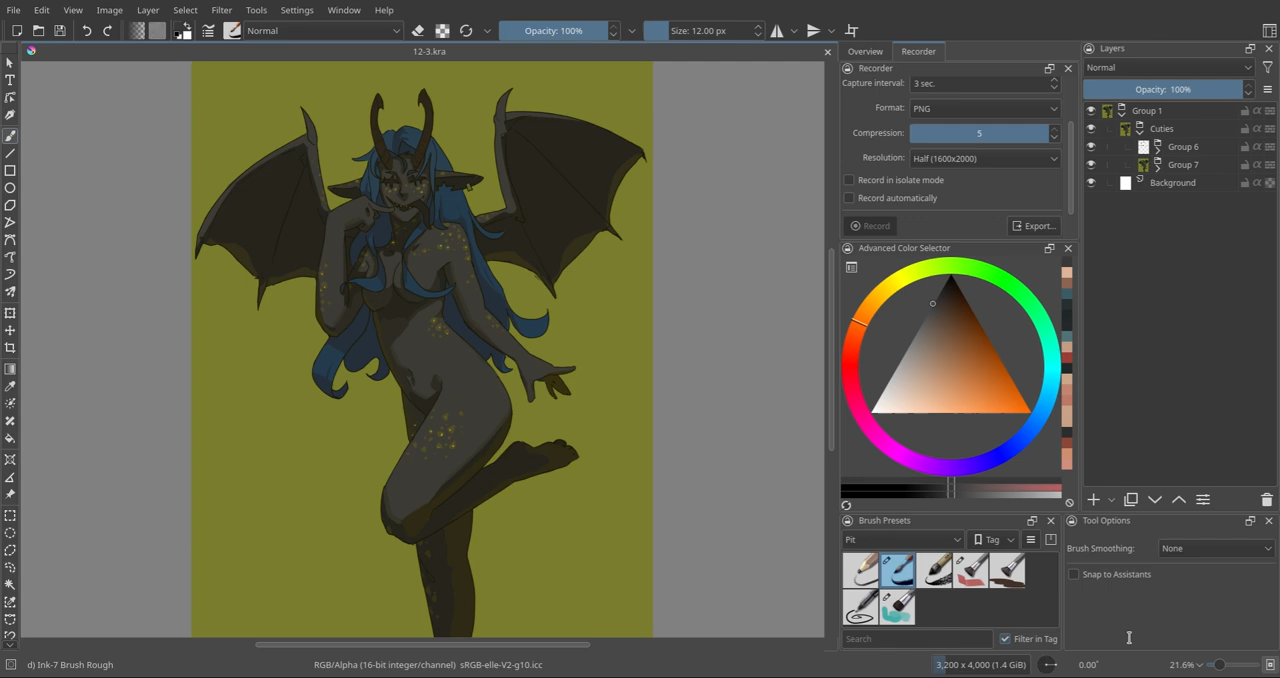 File Edit View Image Layer Select Filter Tools Settings Window Help
Normal Opacity: 100% Size: 12.00 px
12-3.kra
Overview Recorder
Recorder
Capture interval: 3 sec.
Format: PNG
Compression: 5
Resolution: Half (1600x2000)
Record in isolate mode
Record automatically
Record Export...
Advanced Color Selector
Brush Presets
Pit Tag
Search Filter in Tag
Layers
Normal
Opacity: 100%
Group 1
Cuties
Group 6
Group 7
Background
Tool Options
Brush Smoothing: None
Snap to Assistants
d) Ink-7 Brush Rough RGB/Alpha (16-bit integer/channel) sRGB-elle-V2-g10.icc 3,200 x 4,000 (1.4 GiB) 0.00° 21.6%